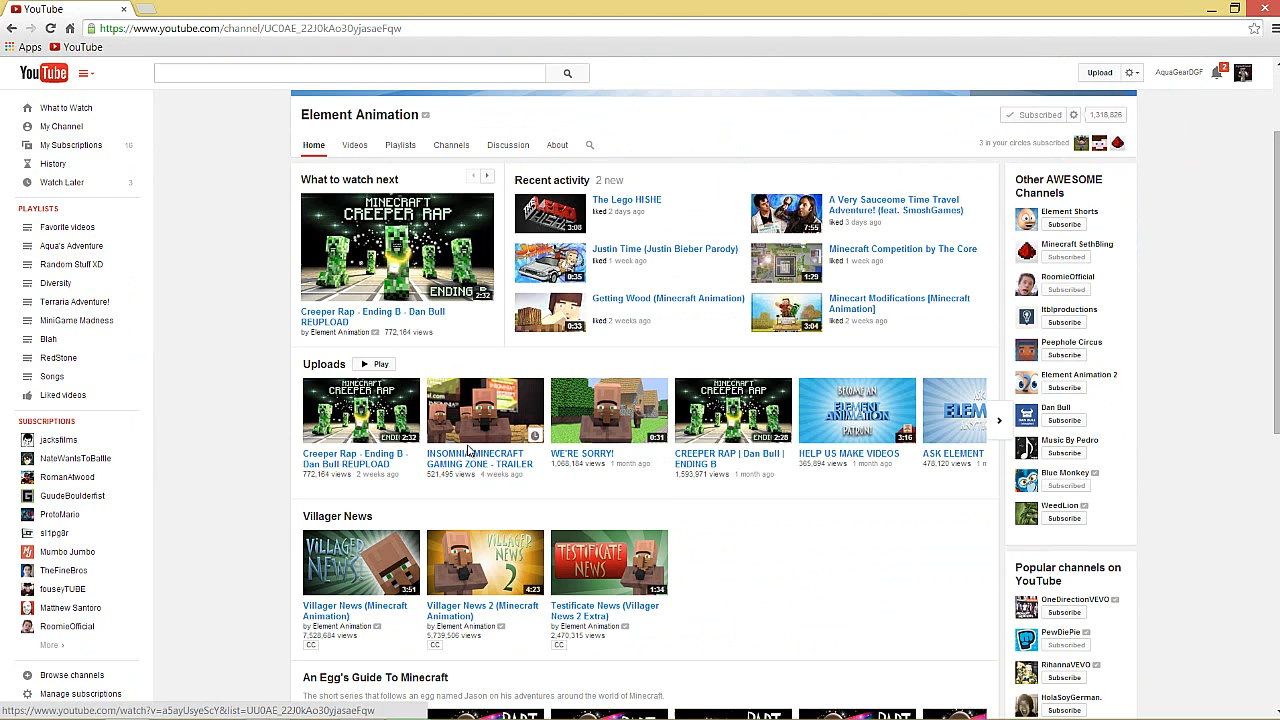 YouTube
https://www.youtube.com/channel/UC0AE_22J0kAo30yjasaeFqw
Apps YouTube
YouTube
Upload
AquaGearDGF
2
What to Watch
My Channel
My Subscriptions 16
History
Watch Later 3
PLAYLISTS
Favorite videos
Aqua's Adventure
Random Stuff XD
Diversity
Terraria Adventure!
MiniGame Madness
Blah
RedStone
Songs
Liked videos
SUBSCRIPTIONS
jacksfilms
NateWantsToBattle
RomanAtwood
GuudeBoulderfist
ProtoMario
sl1pg8r
Mumbo Jumbo
TheFineBros
fouseyTUBE
Matthew Santoro
RoomieOfficial
More ›
Browse channels
Manage subscriptions
Element Animation
Subscribed 1,318,626
Home Videos Playlists Channels Discussion About
3 in your circles subscribed
What to watch next
MINECRAFT
CREEPER RAP
ENDING B
2:32
Creeper Rap - Ending B - Dan Bull
REUPLOAD
by Element Animation 772,164 views
Recent activity 2 new
HISHE
3:08
The Lego HISHE
liked 2 days ago
7:55
A Very Sauceome Time Travel
Adventure! (feat. SmoshGames)
liked 3 days ago
0:35
Justin Time (Justin Bieber Parody)
liked 1 week ago
1:29
Minecraft Competition by The Core
liked 1 week ago
0:33
Getting Wood (Minecraft Animation)
liked 2 weeks ago
3:04
Minecart Modifications [Minecraft
Animation]
liked 2 weeks ago
Uploads Play
MINECRAFT
CREEPER RAP
2:32
Creeper Rap - Ending B -
Dan Bull REUPLOAD
772,164 views 2 weeks ago
INSOMNIA MINECRAFT
GAMING ZONE - TRAILER
521,495 views 4 weeks ago
0:31
WE'RE SORRY!
1,068,184 views 1 month ago
MINECRAFT
CREEPER RAP
2:28
CREEPER RAP | Dan Bull |
ENDING B
1,593,971 views 1 month ago
BECOME AN
ELEMENT
ANIMATION
PATRON!
3:16
HELP US MAKE VIDEOS
365,894 views 1 month ago
ELEM
ASK ELEMENT
478,120 views 1 m
Villager News
VILLAGER
NEWS
3:51
Villager News (Minecraft
Animation)
by Element Animation
7,528,684 views
CC
VILLAGER
NEWS
2
4:23
Villager News 2 (Minecraft
Animation)
by Element Animation
5,739,506 views
CC
TESTIFICATE
NEWS
1:34
Testificate News (Villager
News 2 Extra)
by Element Animation
2,470,315 views
CC
An Egg's Guide To Minecraft
The short series that follows an egg named Jason on his adventures around the world of Minecraft.
Other AWESOME
Channels
Element Shorts
Subscribe
Minecraft SethBling
Subscribed
RoomieOfficial
Subscribed
ltblproductions
Subscribe
Peephole Circus
Subscribe
Element Animation 2
Subscribe
Dan Bull
Subscribe
Music By Pedro
Subscribe
Blue Monkey
Subscribed
WeedLion
Subscribe
Popular channels on
YouTube
OneDirectionVEVO
Subscribe
PewDiePie
Subscribed
RihannaVEVO
Subscribe
HolaSoyGerman.
Subscribe
https://www.youtube.com/watch?v=a5ayUsyeScY&list=UU0AE_22J0kAo30yjasaeFqw